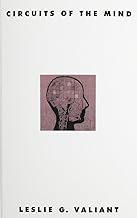 CIRCUITS OF THE MIND
LESLIE G. VALIANT